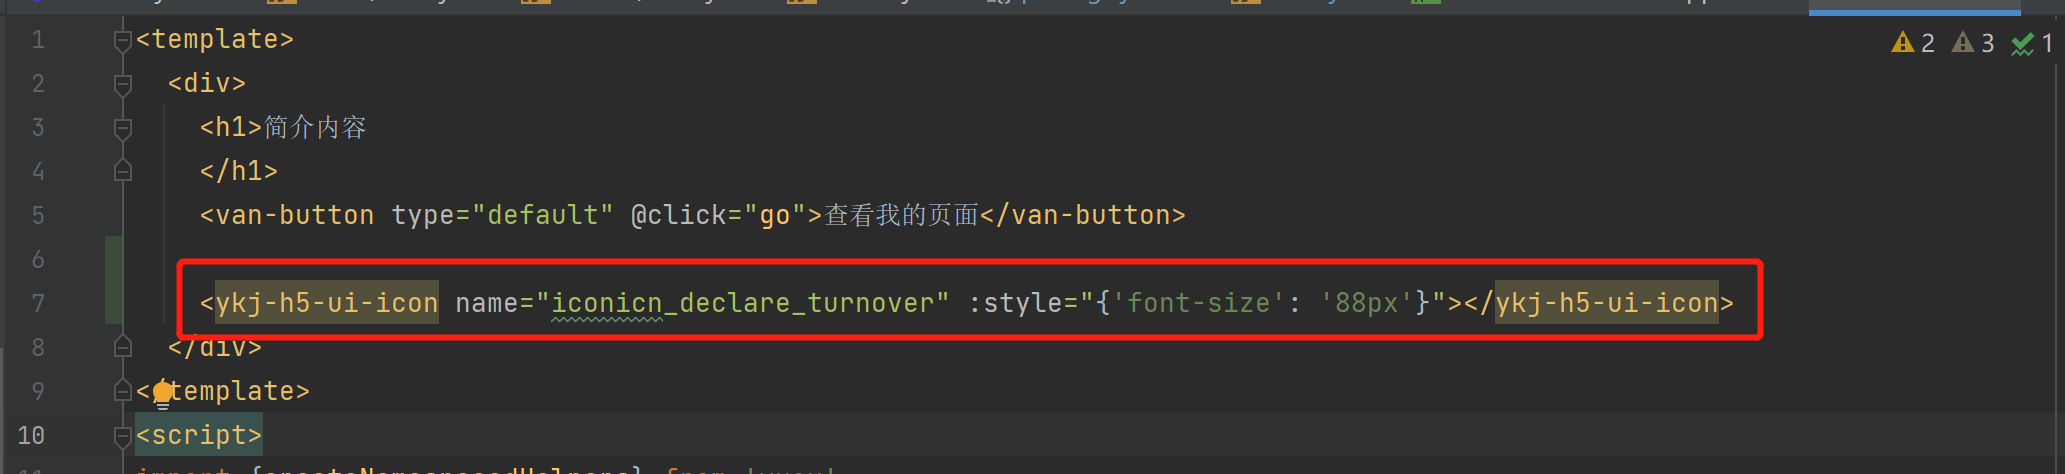 2 3 1
1 <template>
2 <div>
3 <h1>简介内容
4 </h1>
5 <van-button type="default" @click="go">查看我的页面</van-button>
6
7 <ykj-h5-ui-icon name="iconicn_declare_turnover" :style="{'font-size': '88px'}"></ykj-h5-ui-icon>
8 </div>
9 </template>
10 <script>